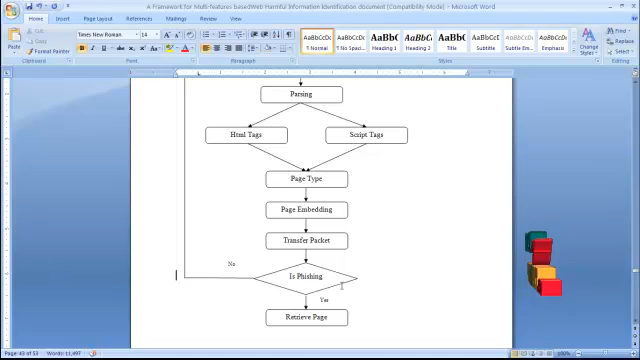 A Framework for Multi-features basedWeb Harmful Information Identification.document [Compatibility Mode] - Microsoft Word
Home
Insert
Page Layout
References
Mailings
Review
View
Paste
Cut
Copy
Format Painter
Clipboard
Times New Roman
14
Font
Paragraph
AaBbCcDc
¶ Normal
AaBbCcDc
¶ No Spaci...
AaBbC
Heading 1
AaBbCc
Heading 2
AaBbC
Title
AaBbCc
Subtitle
AaBbCcDc
Subtle Em...
AaBbCcDc
Emphasis
Styles
Change
Styles
Find
Replace
Select
Editing
Parsing
Html Tags
Script Tags
Page Type
Page Embedding
Transfer Packet
No
Is Phishing
Yes
Retrieve Page
Page: 43 of 53
Words: 11,497